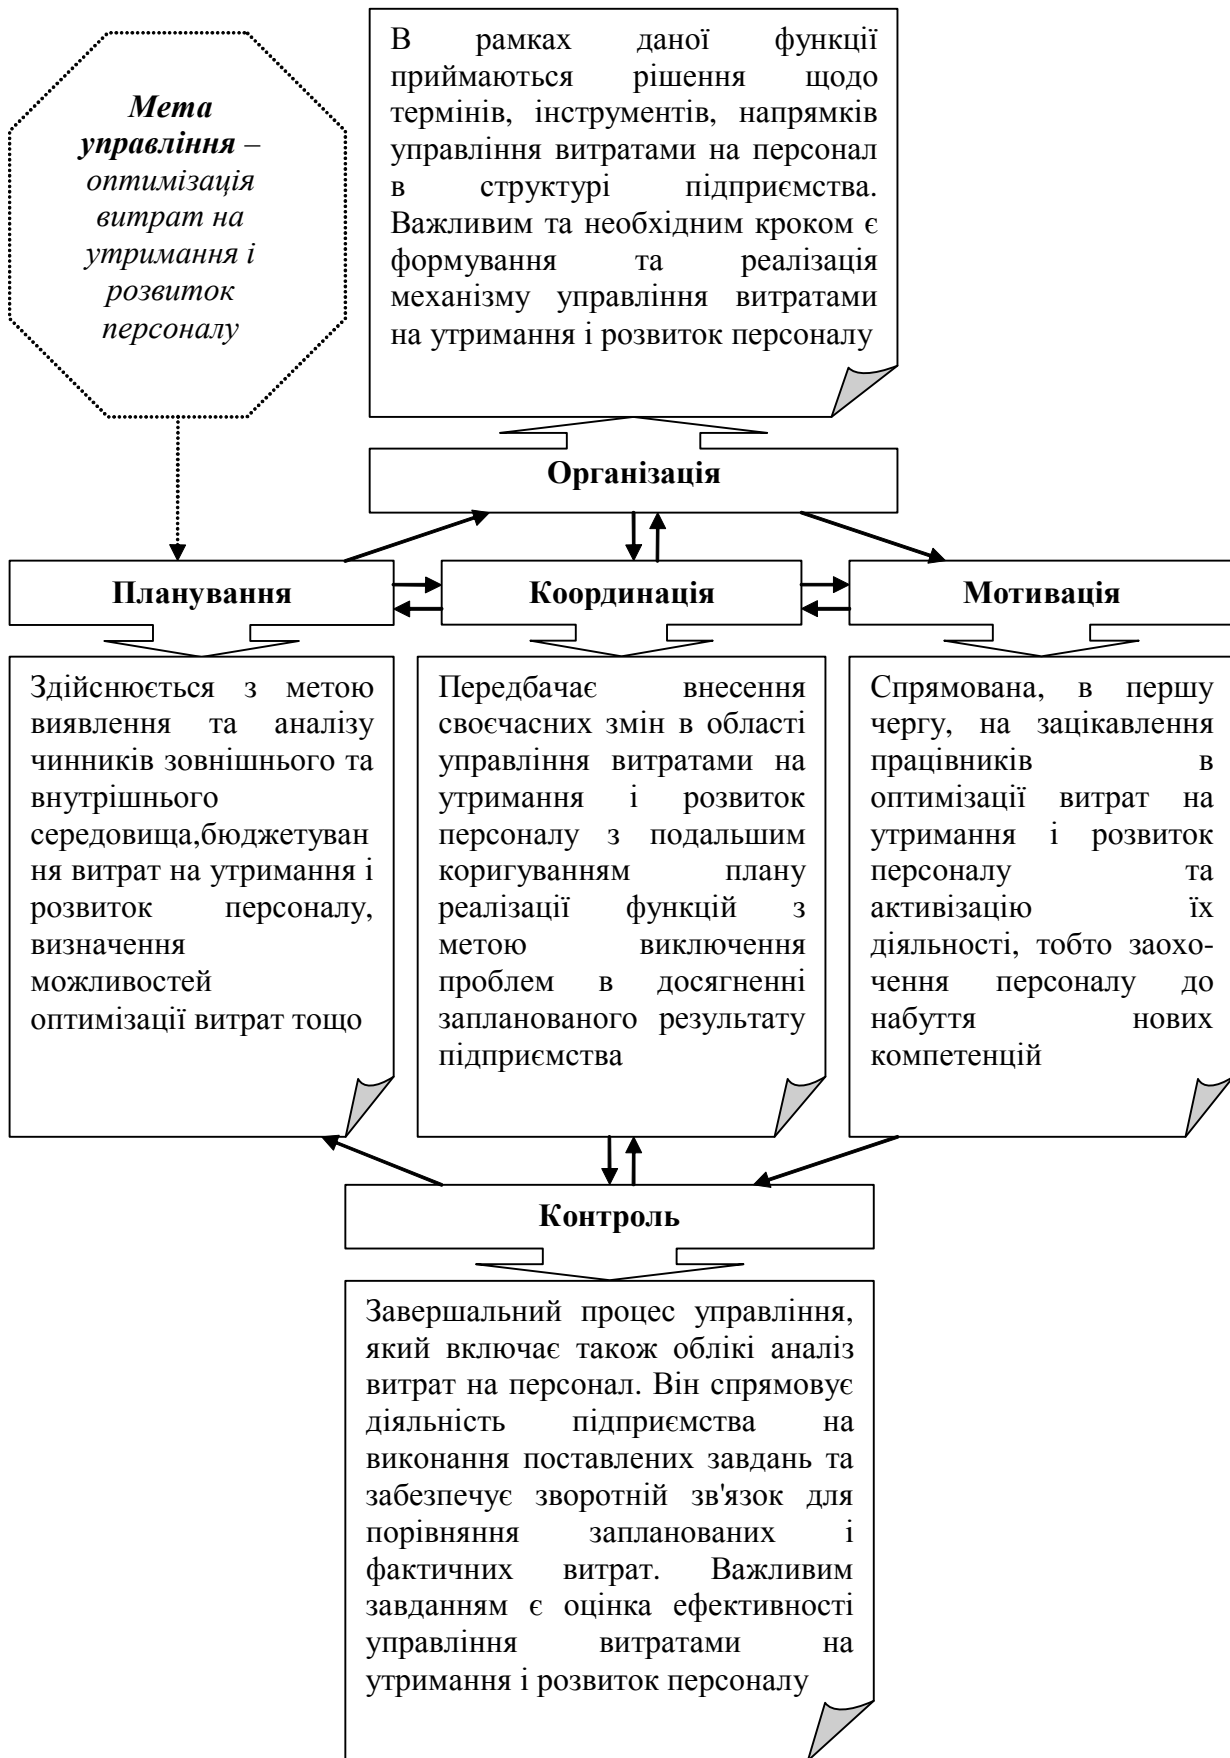 Мета
управління –
оптимізація
витрат на
утримання і
розвиток
персоналу
В рамках даної функції
приймаються рішення щодо
термінів, інструментів, напрямків
управління витратами на персонал
в структурі підприємства.
Важливим та необхідним кроком є
формування та реалізація
механізму управління витратами
на утримання і розвиток персоналу
Організація
Планування
Координація
Мотивація
Здійснюється з метою
виявлення та аналізу
чинників зовнішнього та
внутрішнього
середовища,бюджетуван
ня витрат на утримання і
розвиток персоналу,
визначення
можливостей
оптимізації витрат тощо
Передбачає внесення
своєчасних змін в області
управління витратами на
утримання і розвиток
персоналу з подальшим
коригуванням плану
реалізації функцій з
метою виключення
проблем в досягненні
запланованого результату
підприємства
Спрямована, в першу
чергу, на зацікавлення
працівників в
оптимізації витрат на
утримання і розвиток
персоналу та
активізацію їх
діяльності, тобто заохо-
чення персоналу до
набуття нових
компетенцій
Контроль
Завершальний процес управління,
який включає також облікі аналіз
витрат на персонал. Він спрямовує
діяльність підприємства на
виконання поставлених завдань та
забезпечує зворотній зв'язок для
порівняння запланованих і
фактичних витрат. Важливим
завданням є оцінка ефективності
управління витратами на
утримання і розвиток персоналу